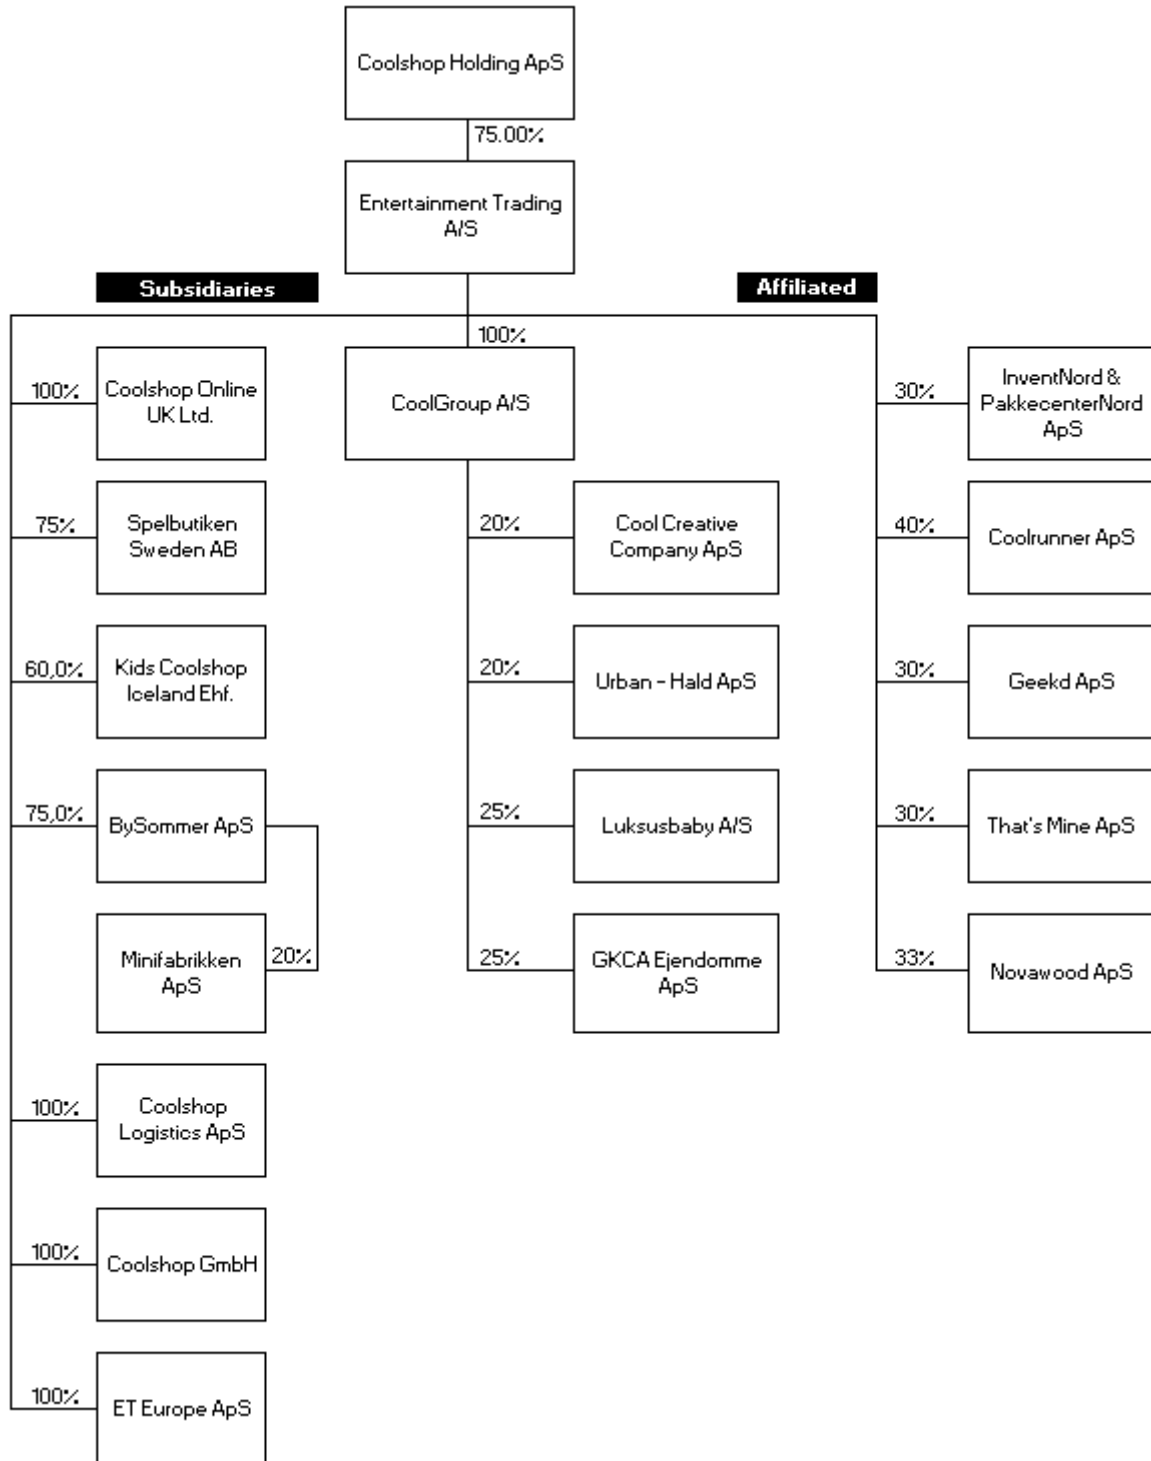 Coolshop Holding ApS
75.00%
Entertainment Trading
A/S
Subsidiaries
Affiliated
100%
CoolGroup A/S
100%
Coolshop Online
UK Ltd.
75%
Spelbutiken
Sweden AB
60,0%
Kids Coolshop
Iceland Ehf.
75,0%
BySommer ApS
20%
Minifabrikken
ApS
100%
Coolshop
Logistics ApS
100%
Coolshop GmbH
100%
ET Europe ApS
20%
Cool Creative
Company ApS
20%
Urban - Hald ApS
25%
Luksusbaby A/S
25%
GKCA Ejendomme
ApS
30%
InventNord &
PakkecenterNord
ApS
40%
Coolrunner ApS
30%
Geekd ApS
30%
That's Mine ApS
33%
Novawood ApS